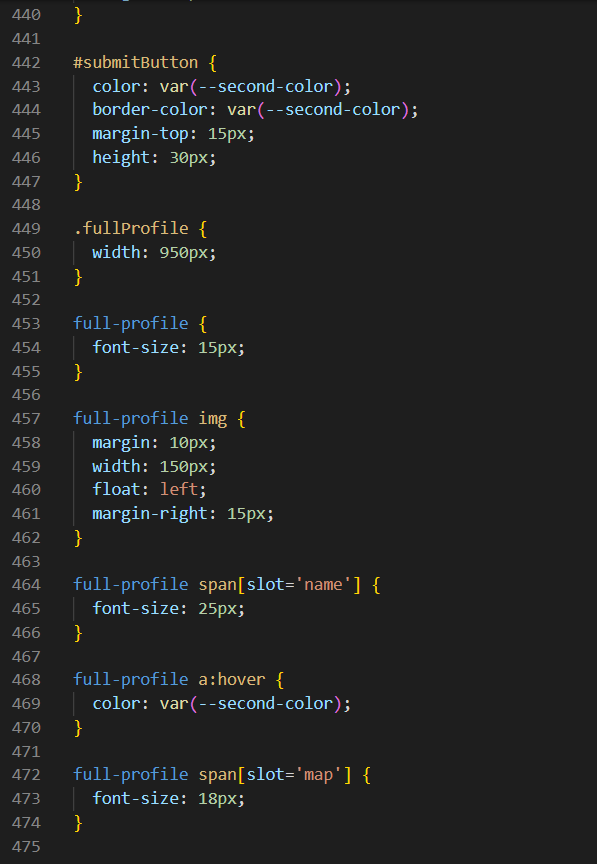 440 }
441
442 #submitButton {
443   color: var(--second-color);
444   border-color: var(--second-color);
445   margin-top: 15px;
446   height: 30px;
447 }
448
449 .fullProfile {
450   width: 950px;
451 }
452
453 full-profile {
454   font-size: 15px;
455 }
456
457 full-profile img {
458   margin: 10px;
459   width: 150px;
460   float: left;
461   margin-right: 15px;
462 }
463
464 full-profile span[slot='name'] {
465   font-size: 25px;
466 }
467
468 full-profile a:hover {
469   color: var(--second-color);
470 }
471
472 full-profile span[slot='map'] {
473   font-size: 18px;
474 }
475